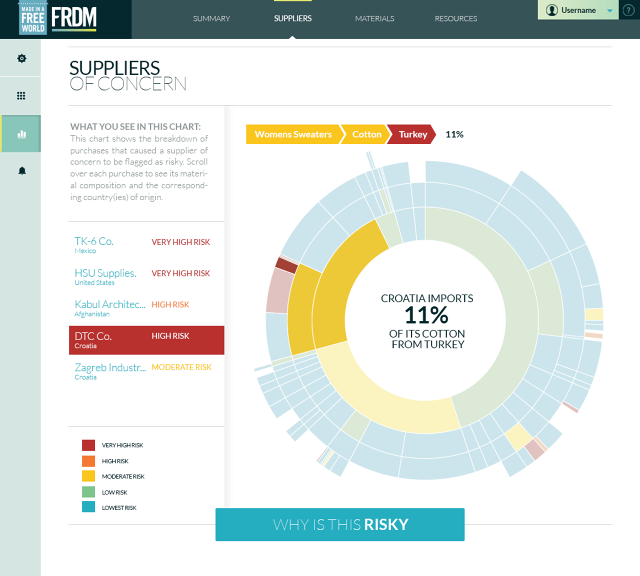 MADE IN A
FREE
WORLD
FRDM
SUMMARY
SUPPLIERS
MATERIALS
RESOURCES
Username
?
SUPPLIERS
OF CONCERN
WHAT YOU SEE IN THIS CHART:
This chart shows the breakdown of
purchases that caused a supplier of
concern to be flagged as risky. Scroll
over each purchase to see its materi-
al composition and the correspond-
ing country(ies) of origin.
TK-6 Co.
VERY HIGH RISK
Mexico
HSU Supplies.
VERY HIGH RISK
United States
Kabul Architec...
HIGH RISK
Afghanistan
DTC Co.
HIGH RISK
Croatia
Zagreb Industr...
MODERATE RISK
Croatia
VERY HIGH RISK
HIGH RISK
MODERATE RISK
LOW RISK
LOWEST RISK
Womens Sweaters
Cotton
Turkey
11%
CROATIA IMPORTS
11%
OF ITS COTTON
FROM TURKEY
WHY IS THIS RISKY